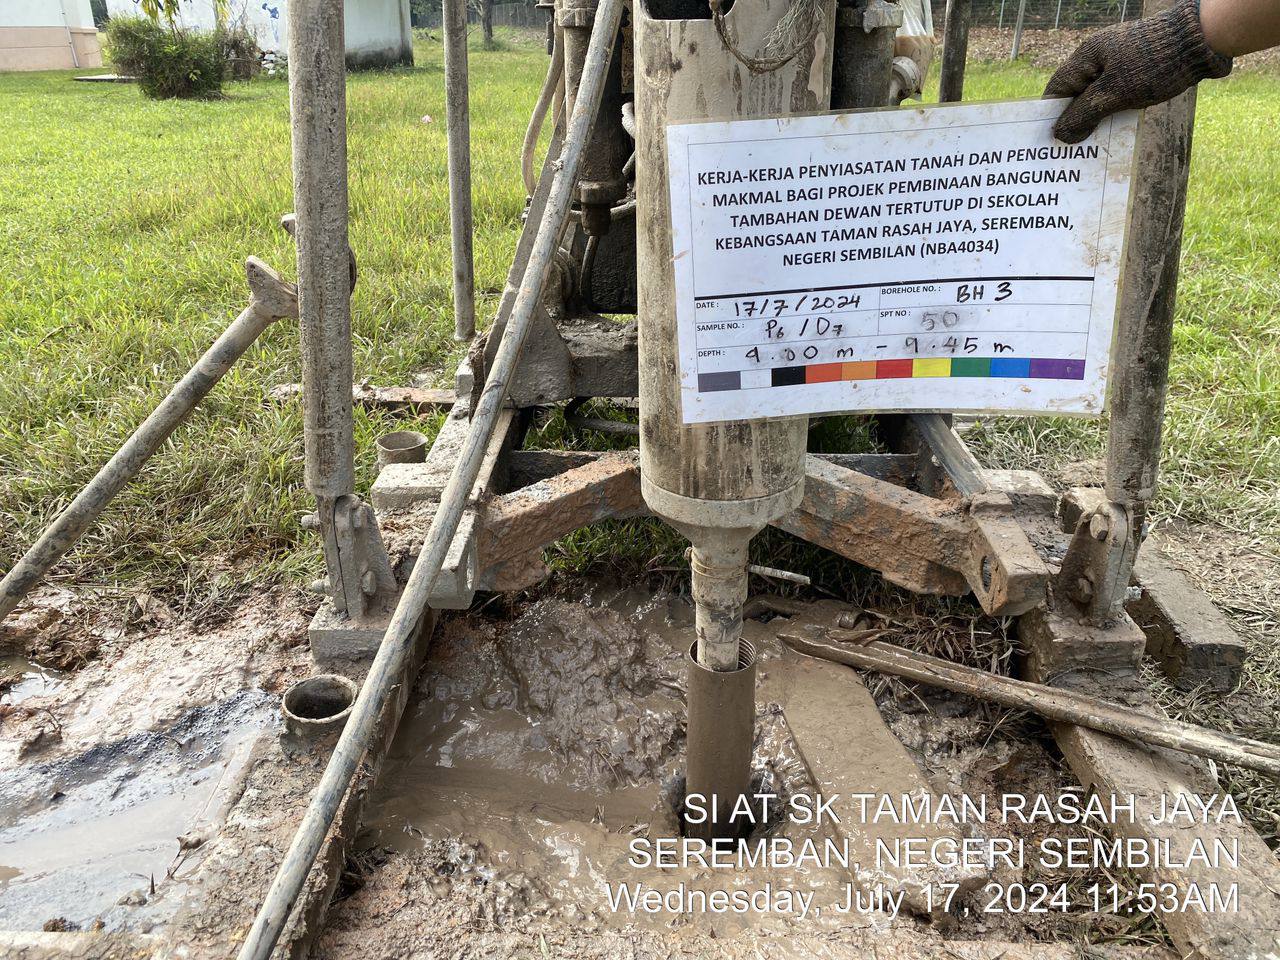 KERJA-KERJA PENYIASATAN TANAH DAN PENGUJIAN
MAKMAL BAGI PROJEK PEMBINAAN BANGUNAN
TAMBAHAN DEWAN TERTUTUP DI SEKOLAH
KEBANGSAAN TAMAN RASAH JAYA, SEREMBAN,
NEGERI SEMBILAN (NBA4034)
DATE : 17/7/2024 BOREHOLE NO. : BH 3
SAMPLE NO. : P6 / D7 SPT NO : 50
DEPTH : 9.00 m - 9.45 m
SI AT SK TAMAN RASAH JAYA
SEREMBAN, NEGERI SEMBILAN
Wednesday, July 17, 2024 11:53AM